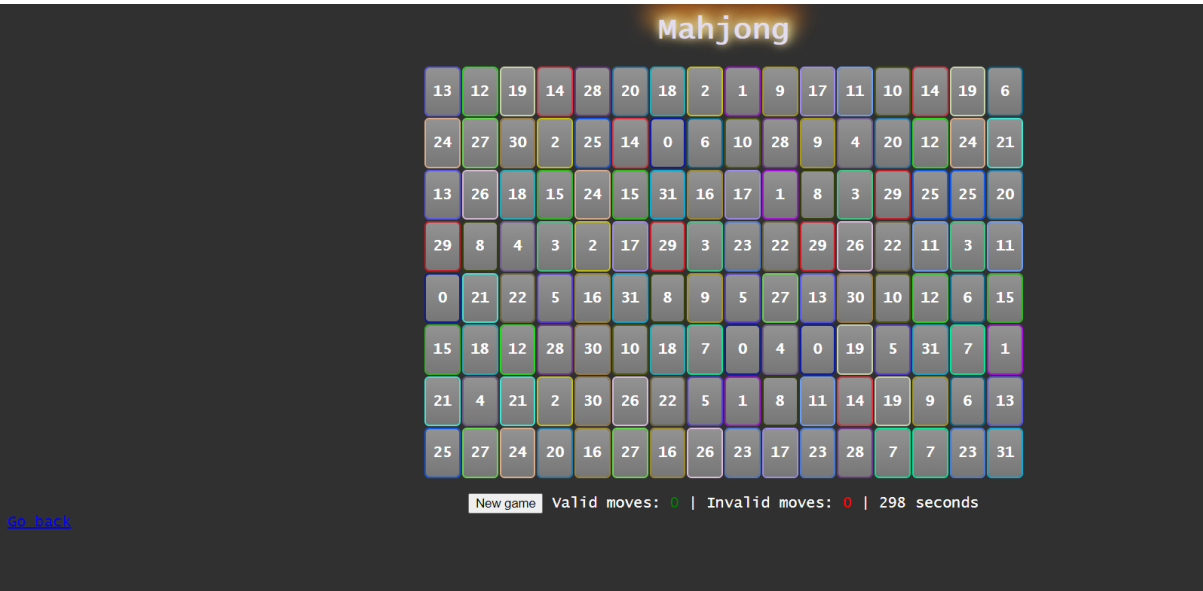 Mahjong
13 12 19 14 28 20 18 2 1 9 17 11 10 14 19 6
24 27 30 2 25 14 0 6 10 28 9 4 20 12 24 21
13 26 18 15 24 15 31 16 17 1 8 3 29 25 25 20
29 8 4 3 2 17 29 3 23 22 29 26 22 11 3 11
0 21 22 5 16 31 8 9 5 27 13 30 10 12 6 15
15 18 12 28 30 10 18 7 0 4 0 19 5 31 7 1
21 4 21 2 30 26 22 5 1 8 11 14 19 9 6 13
25 27 24 20 16 27 16 26 23 17 23 28 7 7 23 31
New game Valid moves: 0 | Invalid moves: 0 | 298 seconds
Go back